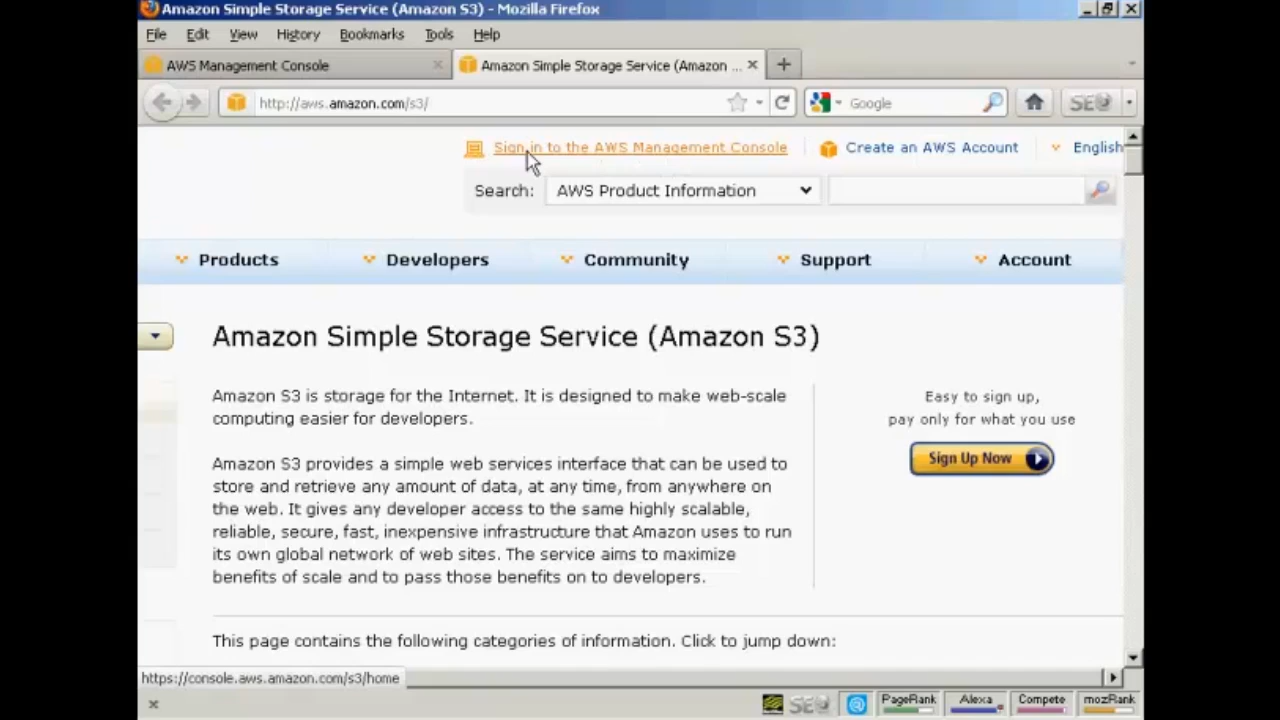 Amazon Simple Storage Service (Amazon S3) - Mozilla Firefox
File Edit View History Bookmarks Tools Help
AWS Management Console
Amazon Simple Storage Service (Amazon ...
http://aws.amazon.com/s3/
Google
Sign in to the AWS Management Console
Create an AWS Account
English
Search: AWS Product Information
Products Developers Community Support Account
Amazon Simple Storage Service (Amazon S3)
Amazon S3 is storage for the Internet. It is designed to make web-scale
computing easier for developers.
Amazon S3 provides a simple web services interface that can be used to
store and retrieve any amount of data, at any time, from anywhere on
the web. It gives any developer access to the same highly scalable,
reliable, secure, fast, inexpensive infrastructure that Amazon uses to run
its own global network of web sites. The service aims to maximize
benefits of scale and to pass those benefits on to developers.
Easy to sign up,
pay only for what you use
Sign Up Now
This page contains the following categories of information. Click to jump down:
https://console.aws.amazon.com/s3/home
PageRank Alexa Compete mozRank